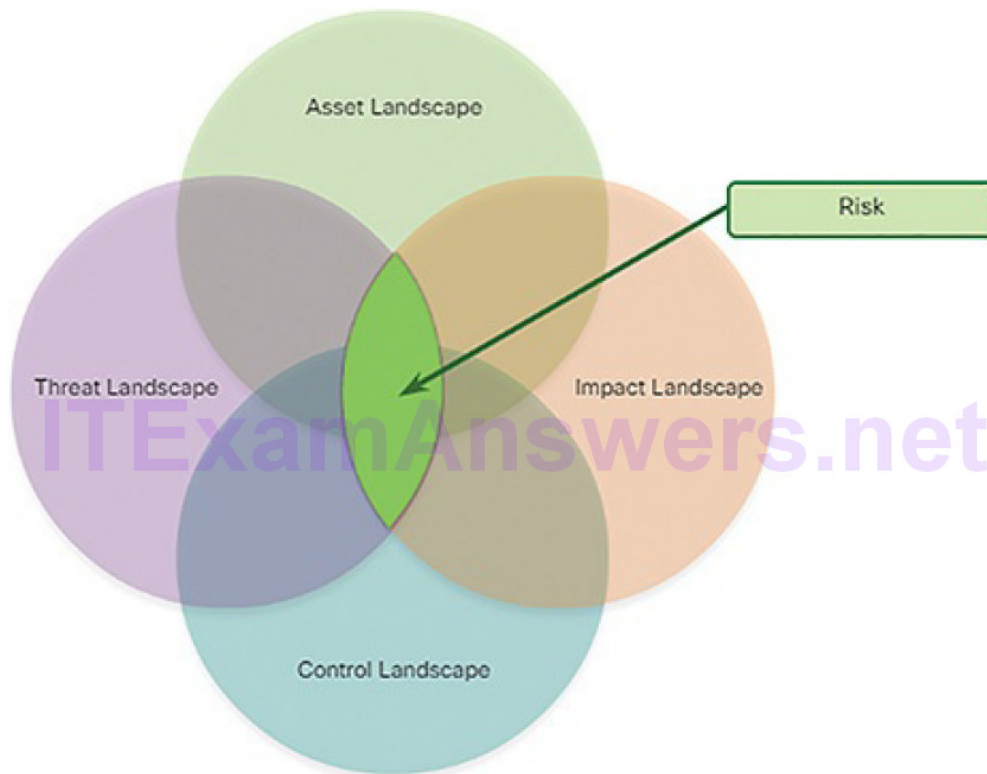 Asset Landscape
Risk
Threat Landscape
Impact Landscape
ITExamAnswers.net
Control Landscape